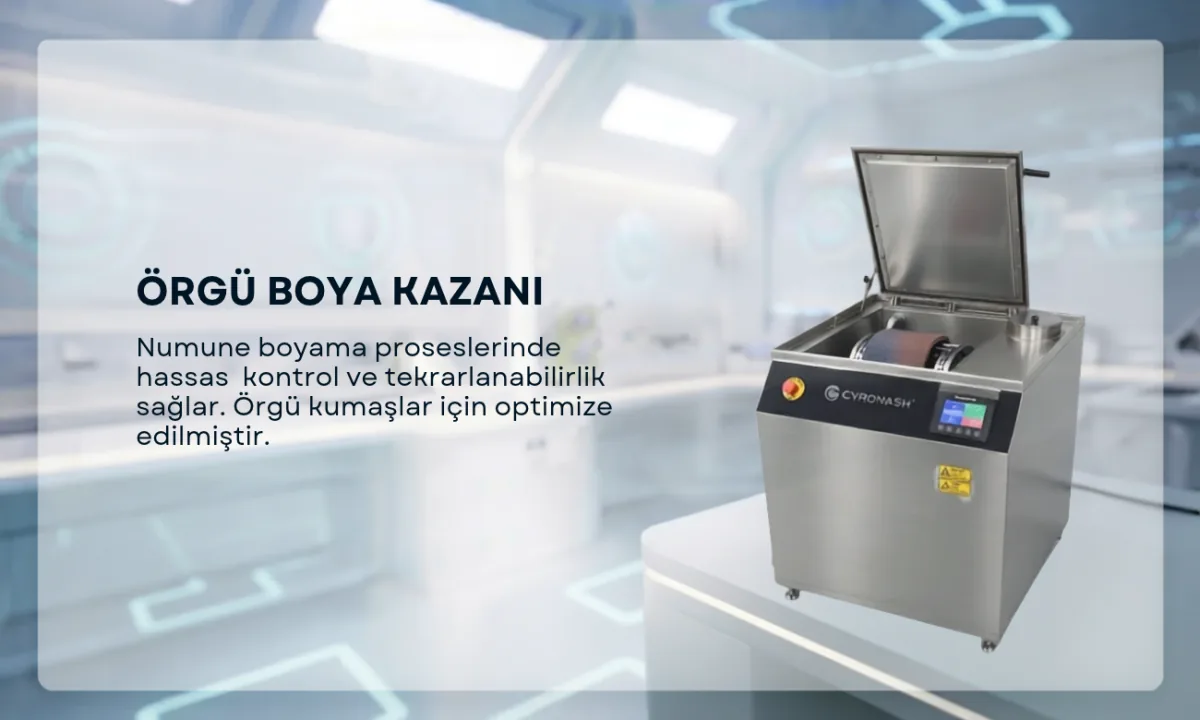 ÖRGÜ BOYA KAZANI
Numune boyama proseslerinde
hassas  kontrol ve tekrarlanabilirlik
sağlar. Örgü kumaşlar için optimize
edilmiştir.
CYRONASH